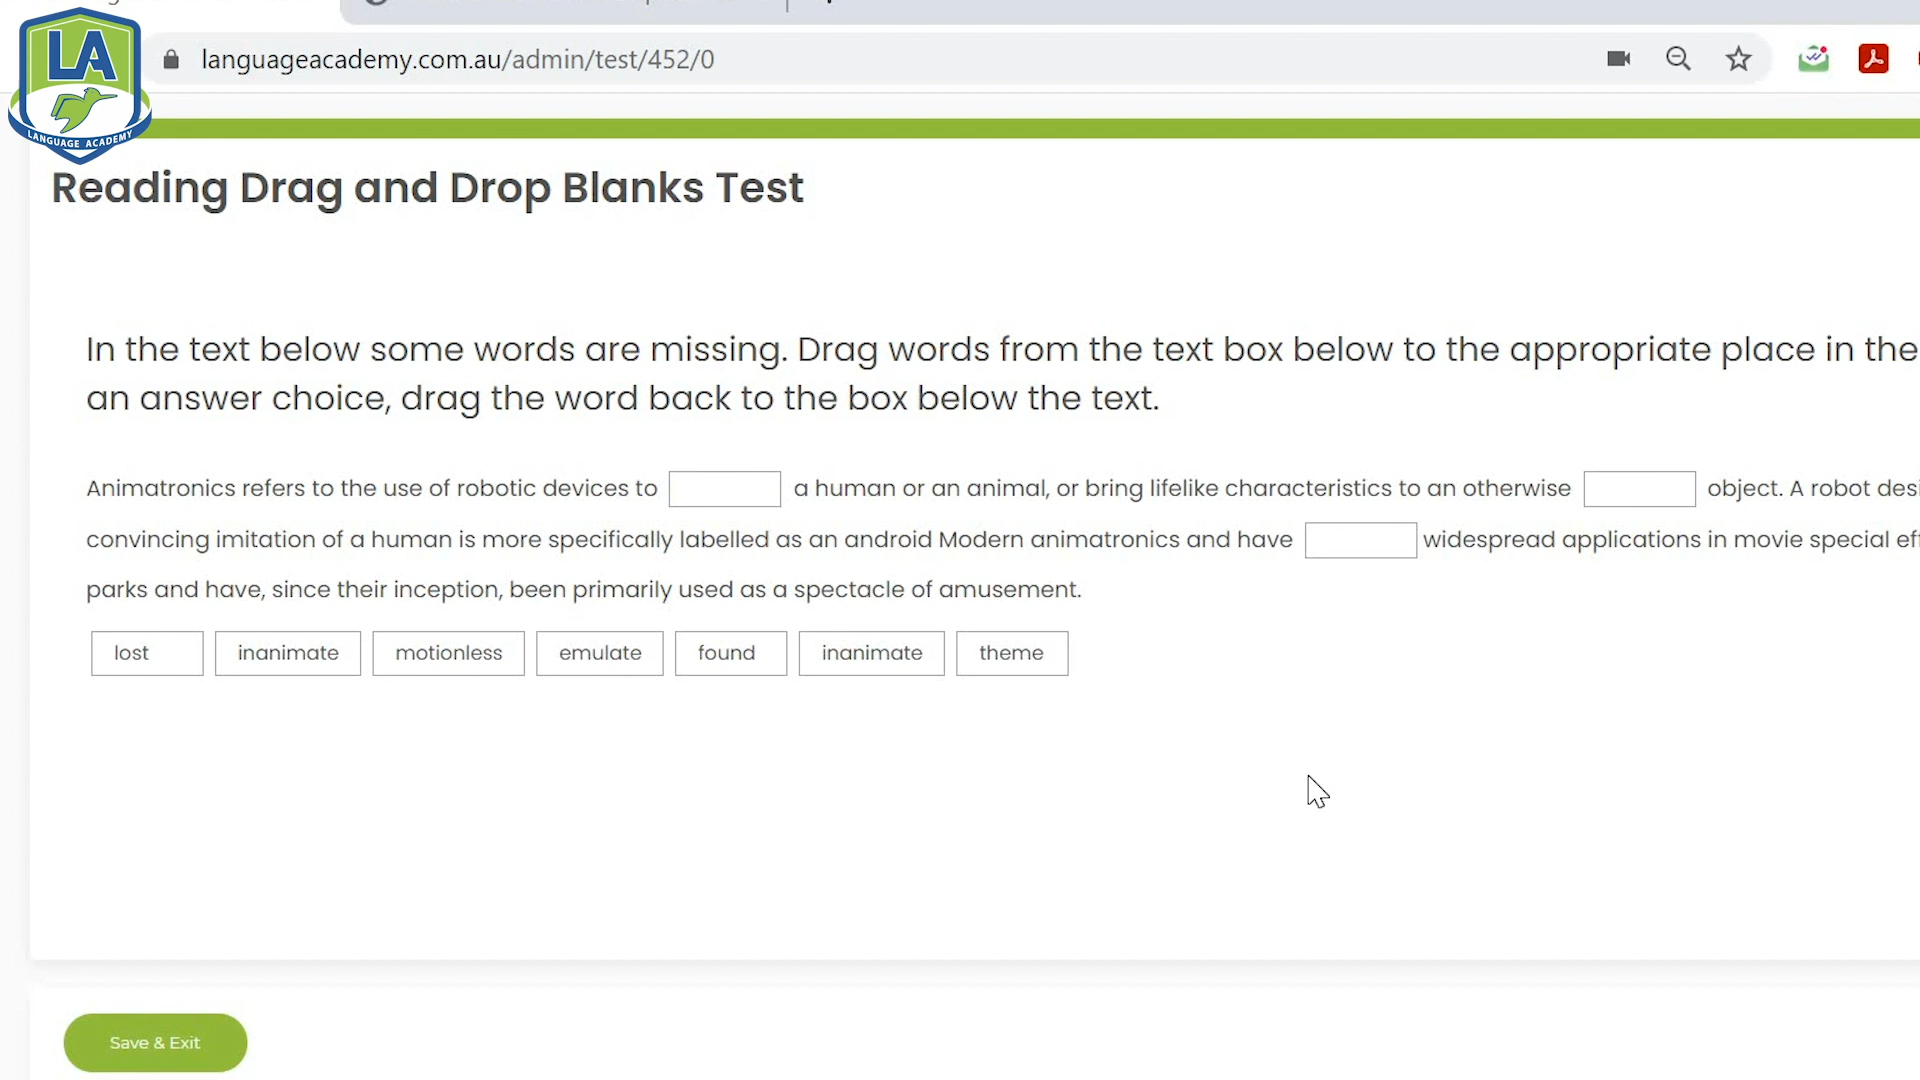 LA
LANGUAGE ACADEMY
languageacademy.com.au/admin/test/452/0
Reading Drag and Drop Blanks Test
In the text below some words are missing. Drag words from the text box below to the appropriate place in the
an answer choice, drag the word back to the box below the text.
Animatronics refers to the use of robotic devices to a human or an animal, or bring lifelike characteristics to an otherwise object. A robot desi
convincing imitation of a human is more specifically labelled as an android Modern animatronics and have widespread applications in movie special eff
parks and have, since their inception, been primarily used as a spectacle of amusement.
lost inanimate motionless emulate found inanimate theme
Save & Exit